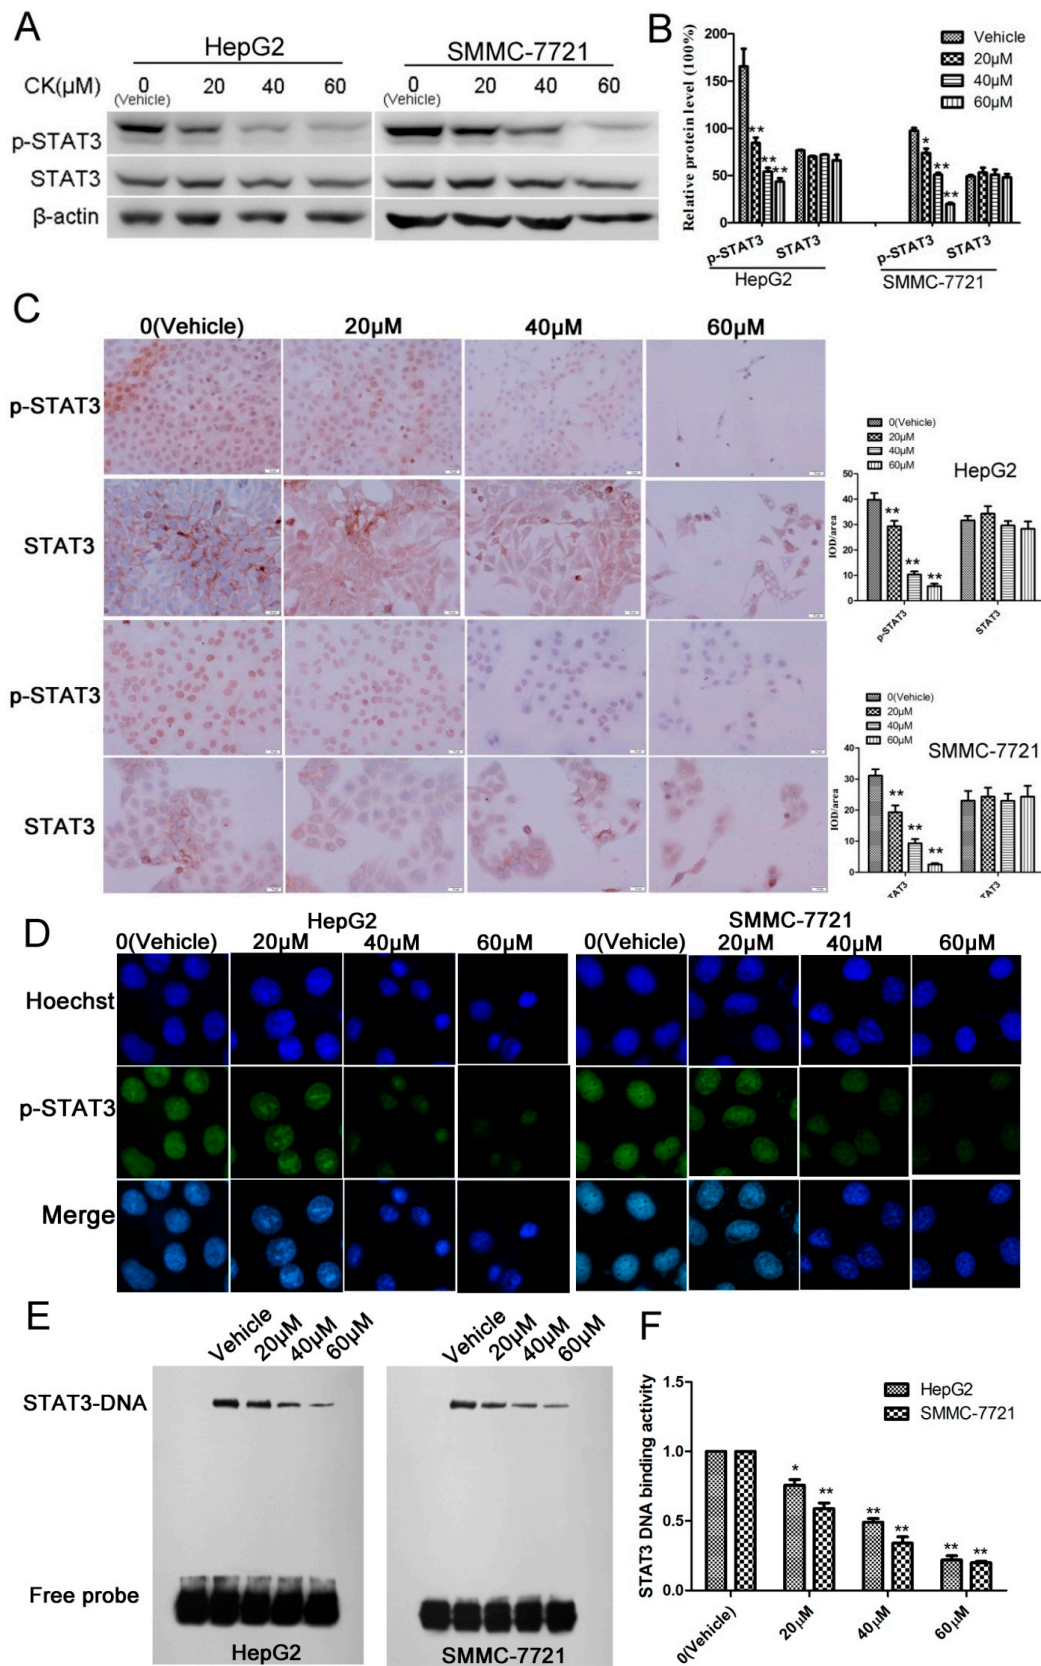 A
HepG2
SMMC-7721
CK(μM)
0
20
40
60
0
20
40
60
(Vehicle)
(Vehicle)
p-STAT3
STAT3
β-actin
B
Relative protein level (100%)
200
150
100
50
0
Vehicle
20μM
40μM
60μM
**
**
**
*
**
**
p-STAT3
STAT3
p-STAT3
STAT3
HepG2
SMMC-7721
C
0(Vehicle)
20μM
40μM
60μM
p-STAT3
STAT3
p-STAT3
STAT3
0(Vehicle)
20μM
40μM
60μM
HepG2
IOD/area
50
40
30
20
10
0
**
**
**
p-STAT3
STAT3
0(Vehicle)
20μM
40μM
60μM
SMMC-7721
IOD/area
40
30
20
10
0
**
**
**
STAT3
STAT3
D
HepG2
SMMC-7721
0(Vehicle)
20μM
40μM
60μM
0(Vehicle)
20μM
40μM
60μM
Hoechst
p-STAT3
Merge
E
Vehicle
20μM
40μM
60μM
Vehicle
20μM
40μM
60μM
STAT3-DNA
Free probe
HepG2
SMMC-7721
F
STAT3 DNA binding activity
1.5
1.0
0.5
0.0
HepG2
SMMC-7721
*
**
**
**
**
**
0(Vehicle)
20μM
40μM
60μM